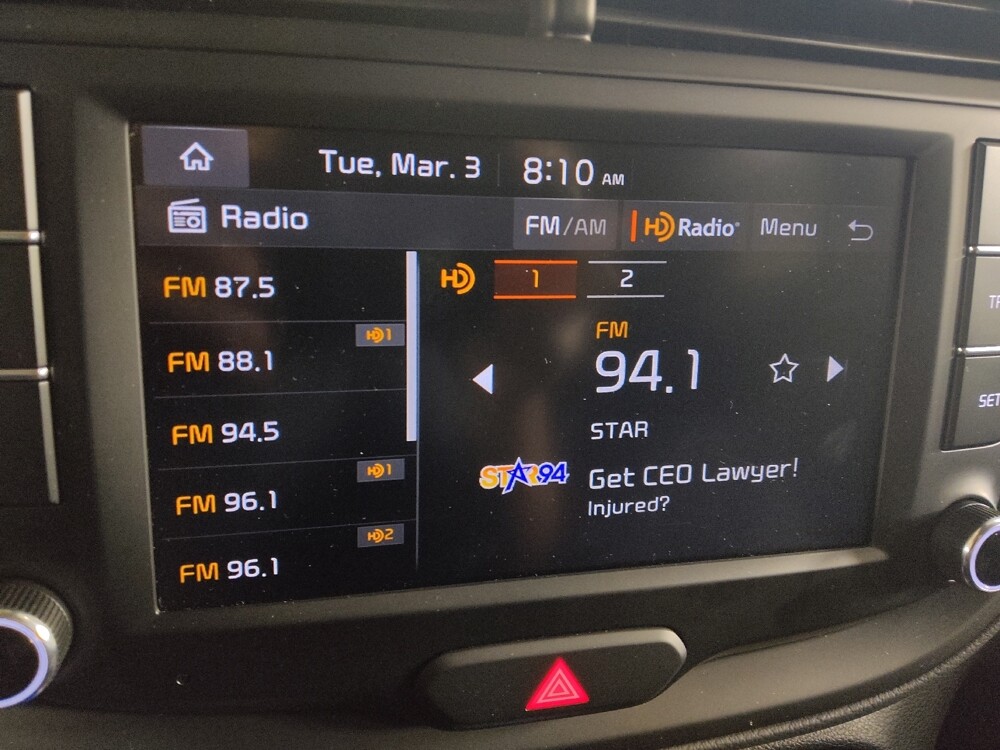 Tue, Mar. 3 8:10 AM
Radio FM/AM HD Radio® Menu
FM 87.5
HD1
FM 88.1
FM 94.5
HD1
FM 96.1
HD2
FM 96.1
HD 1 2
FM
94.1
STAR
STAR94
Get CEO Lawyer!
Injured?
SET